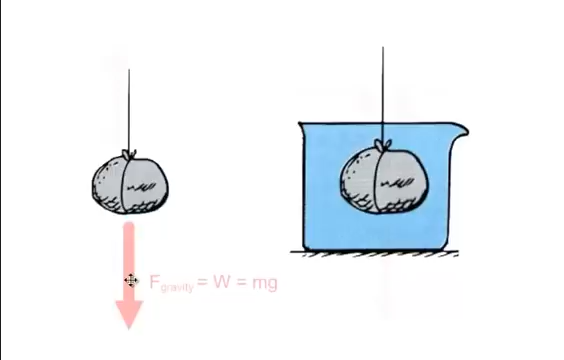 Fgravity = W = mg